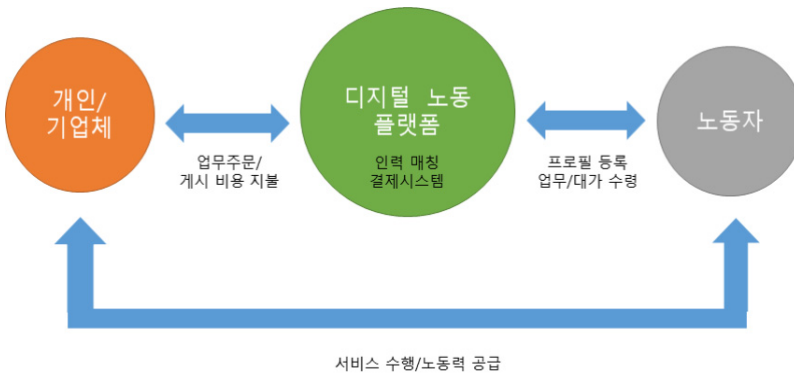 개인/
기업체
디지털 노동
플랫폼
인력 매칭
결제시스템
노동자
업무주문/
게시 비용 지불
프로필 등록
업무/대가 수령
서비스 수행/노동력 공급